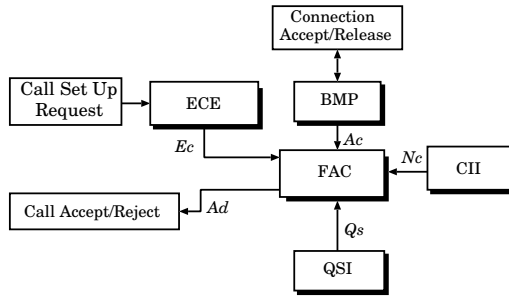 Connection
Accept/Release
Call Set Up
Request
ECE
BMP
Ec
Ac
Nc
FAC
CII
Call Accept/Reject
Ad
Qs
QSI